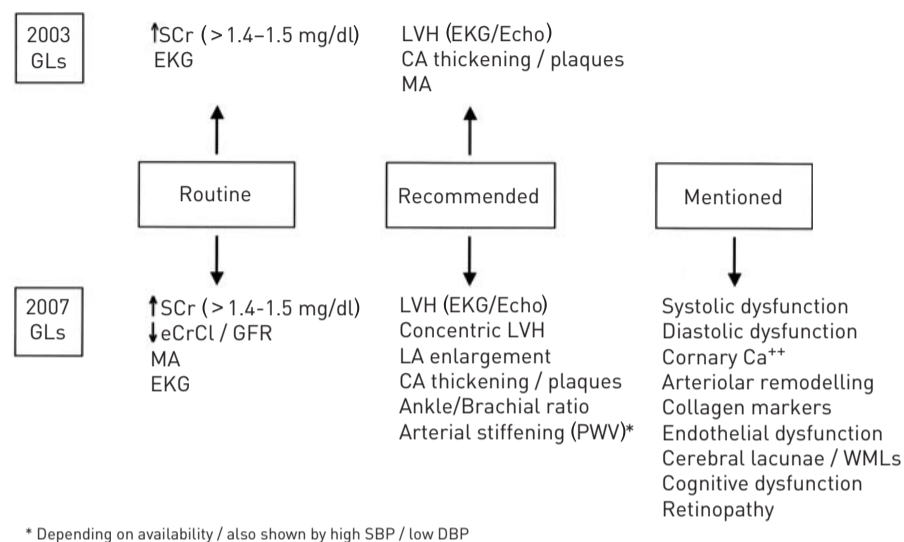 2003
GLs
↑SCr (>1.4–1.5 mg/dl)
EKG
LVH (EKG/Echo)
CA thickening / plaques
MA
Routine
Recommended
Mentioned
2007
GLs
↑SCr (>1.4-1.5 mg/dl)
↓eCrCl / GFR
MA
EKG
LVH (EKG/Echo)
Concentric LVH
LA enlargement
CA thickening / plaques
Ankle/Brachial ratio
Arterial stiffening (PWV)*
Systolic dysfunction
Diastolic dysfunction
Cornary Ca⁺⁺
Arteriolar remodelling
Collagen markers
Endothelial dysfunction
Cerebral lacunae / WMLs
Cognitive dysfunction
Retinopathy
* Depending on availability / also shown by high SBP / low DBP